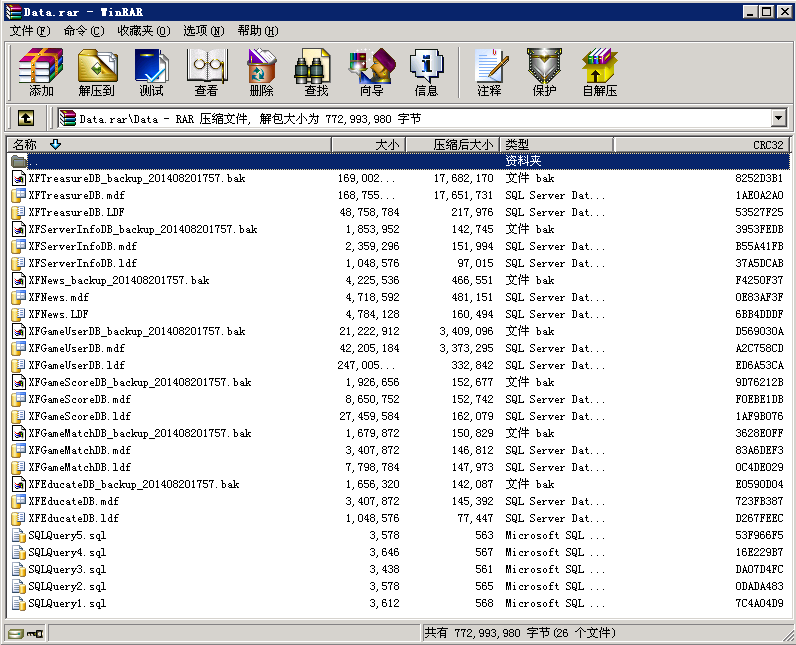 Data.rar - WinRAR
文件(F) 命令(C) 收藏夹(O) 选项(N) 帮助(H)
添加 解压到 测试 查看 删除 查找 向导 信息 注释 保护 自解压
Data.rar\Data - RAR 压缩文件, 解包大小为 772,993,980 字节
名称 大小 压缩后大小 类型 CRC32
.. 资料夹
XFTreasureDB_backup_201408201757.bak 169,002... 17,682,170 文件 bak 8252D3B1
XFTreasureDB.mdf 168,755... 17,651,731 SQL Server Dat... 1AE0A2A0
XFTreasureDB.LDF 48,758,784 217,976 SQL Server Dat... 53527F25
XFServerInfoDB_backup_201408201757.bak 1,853,952 142,745 文件 bak 3953FEDB
XFServerInfoDB.mdf 2,359,296 151,994 SQL Server Dat... B55A41FB
XFServerInfoDB.ldf 1,048,576 97,015 SQL Server Dat... 37A5DCAB
XFNews_backup_201408201757.bak 4,225,536 466,551 文件 bak F4250F37
XFNews.mdf 4,718,592 481,151 SQL Server Dat... 0E83AF3F
XFNews.LDF 4,784,128 160,494 SQL Server Dat... 6BB4DDDF
XFGameUserDB_backup_201408201757.bak 21,222,912 3,409,096 文件 bak D569030A
XFGameUserDB.mdf 42,205,184 3,373,295 SQL Server Dat... A2C758CD
XFGameUserDB.ldf 247,005... 332,842 SQL Server Dat... ED6A53CA
XFGameScoreDB_backup_201408201757.bak 1,926,656 152,677 文件 bak 9D76212B
XFGameScoreDB.mdf 8,650,752 152,742 SQL Server Dat... F0EBE1DB
XFGameScoreDB.ldf 27,459,584 162,079 SQL Server Dat... 1AF9B076
XFGameMatchDB_backup_201408201757.bak 1,679,872 150,829 文件 bak 3628E0FF
XFGameMatchDB.mdf 3,407,872 146,812 SQL Server Dat... 83A6DEF3
XFGameMatchDB.ldf 7,798,784 147,973 SQL Server Dat... 0C4DE029
XFEducateDB_backup_201408201757.bak 1,656,320 142,087 文件 bak E0590D04
XFEducateDB.mdf 3,407,872 145,392 SQL Server Dat... 723FB387
XFEducateDB.ldf 1,048,576 77,447 SQL Server Dat... D267FEEC
SQLQuery5.sql 3,578 563 Microsoft SQL ... 53F966F5
SQLQuery4.sql 3,646 567 Microsoft SQL ... 16E229B7
SQLQuery3.sql 3,438 561 Microsoft SQL ... DA07D4FC
SQLQuery2.sql 3,578 565 Microsoft SQL ... 0DADA483
SQLQuery1.sql 3,612 568 Microsoft SQL ... 7C4A04D9
共有 772,993,980 字节(26 个文件)